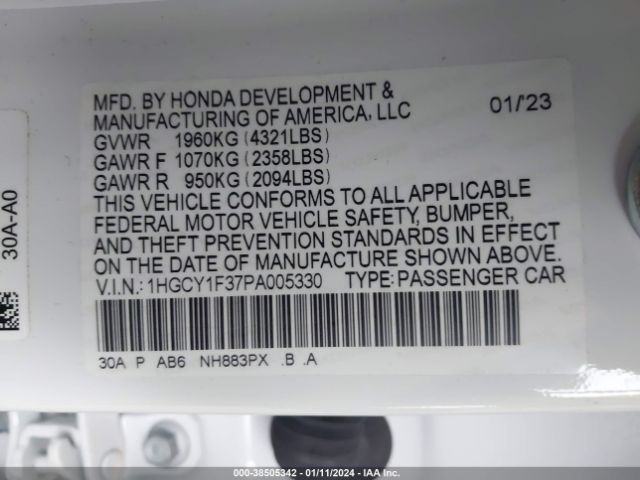 MFD. BY HONDA DEVELOPMENT &
MANUFACTURING OF AMERICA, LLC 01/'23
GVWR 1960KG (4321LBS)
GAWR F 1070KG (2358LBS)
GAWR R 950KG (2094LBS)
THIS VEHICLE CONFORMS TO ALL APPLICABLE
FEDERAL MOTOR VEHICLE SAFETY, BUMPER,
AND THEFT PREVENTION STANDARDS IN EFFECT
ON THE DATE OF MANUFACTURE SHOWN ABOVE.
V.I.N.: 1HGCY1F37PA005330 TYPE: PASSENGER CAR
30A P AB6 NH883PX .B .A
30A-A0
000-38505342 - 01/11/2024 - IAA Inc.